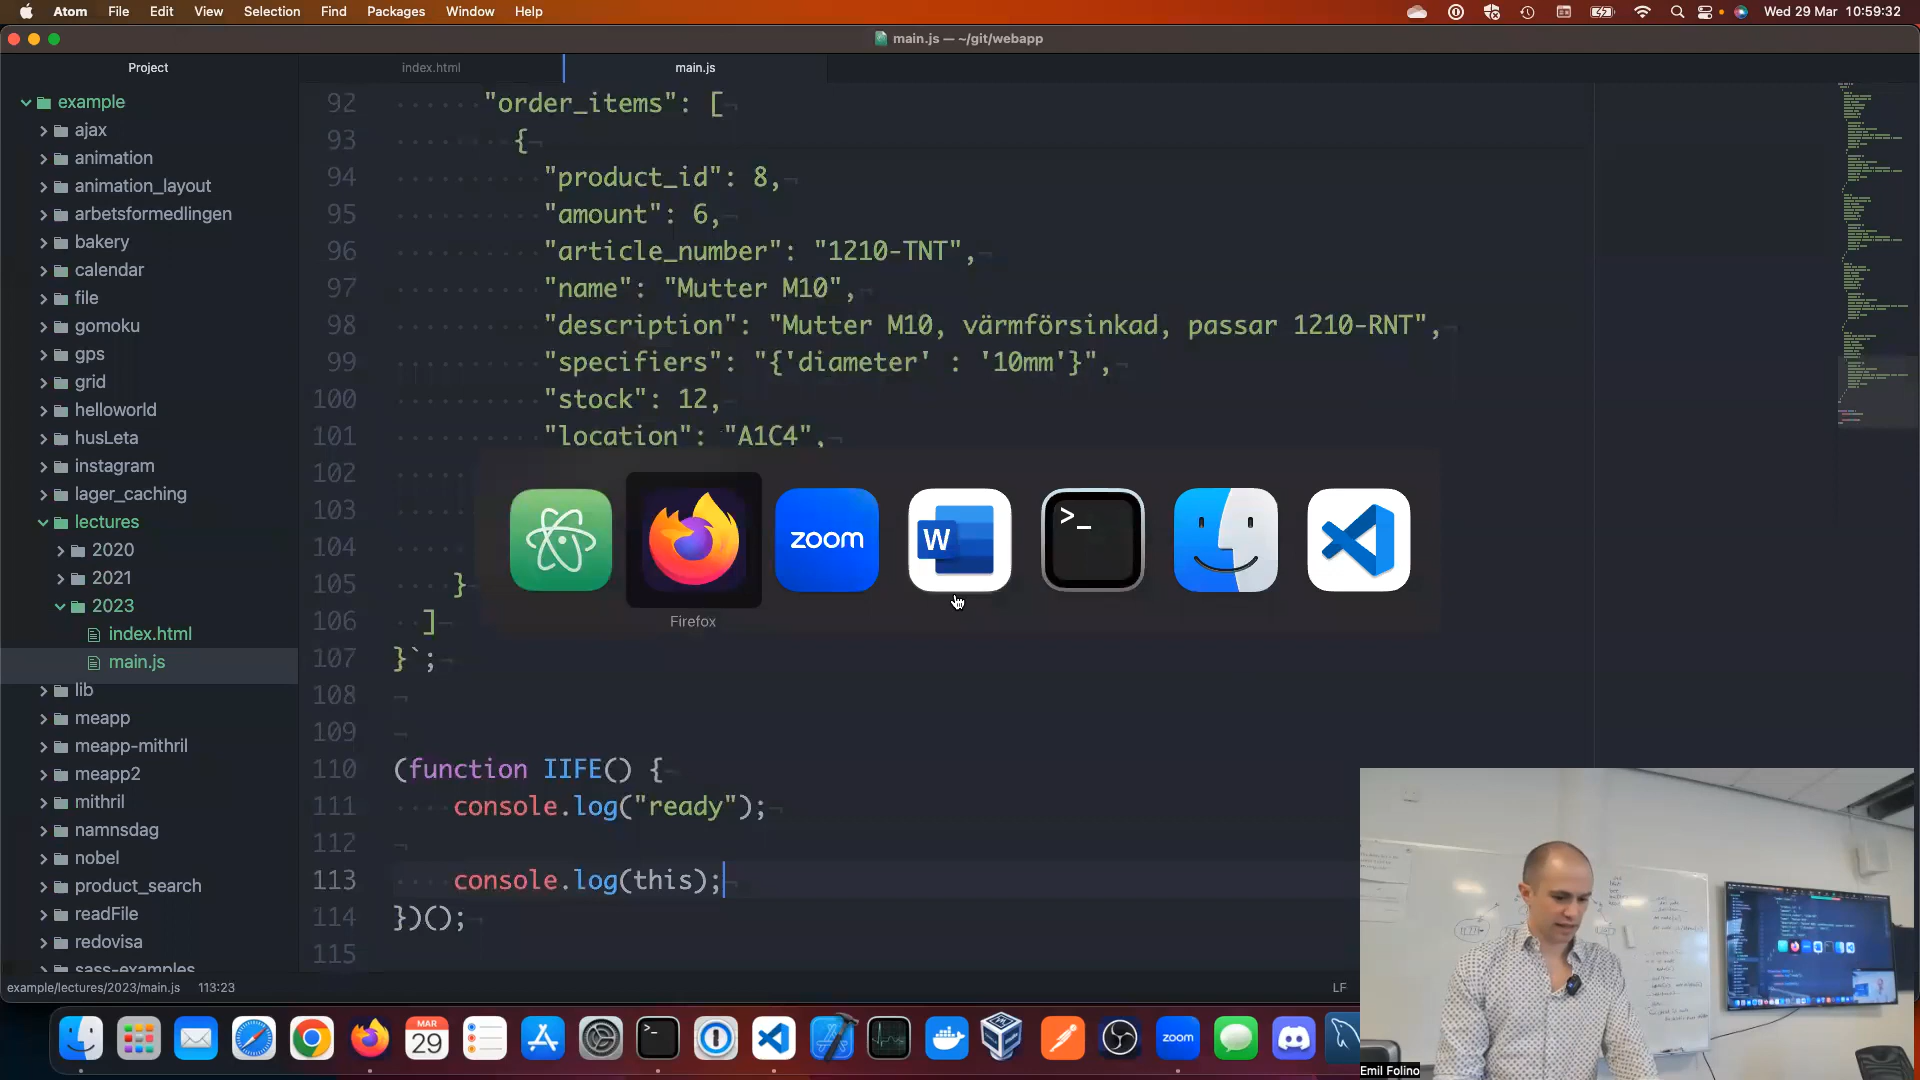 Atom File Edit View Selection Find Packages Window Help
Wed 29 Mar 10:59:32
main.js — ~/git/webapp
Project
index.html
main.js
example
ajax
animation
animation_layout
arbetsformedlingen
bakery
calendar
file
gomoku
gps
grid
helloworld
husLeta
instagram
lager_caching
lectures
2020
2021
2023
index.html
main.js
lib
meapp
meapp-mithril
meapp2
mithril
namnsdag
nobel
product_search
readFile
redovisa
sass-examples
92 "order_items": [
93 {
94 "product_id": 8,
95 "amount": 6,
96 "article_number": "1210-TNT",
97 "name": "Mutter M10",
98 "description": "Mutter M10, värmförsinkad, passar 1210-RNT",
99 "specifiers": "{'diameter' : '10mm'}",
100 "stock": 12,
101 "location": "A1C4",
102
103
104
105 }
106 ]
107 }`;
108
109
110 (function IIFE() {
111 console.log("ready");
112
113 console.log(this);
114 })();
115
zoom
W
>_
Firefox
example/lectures/2023/main.js 113:23
LF
MAR
29
>_
zoom
Emil Folino